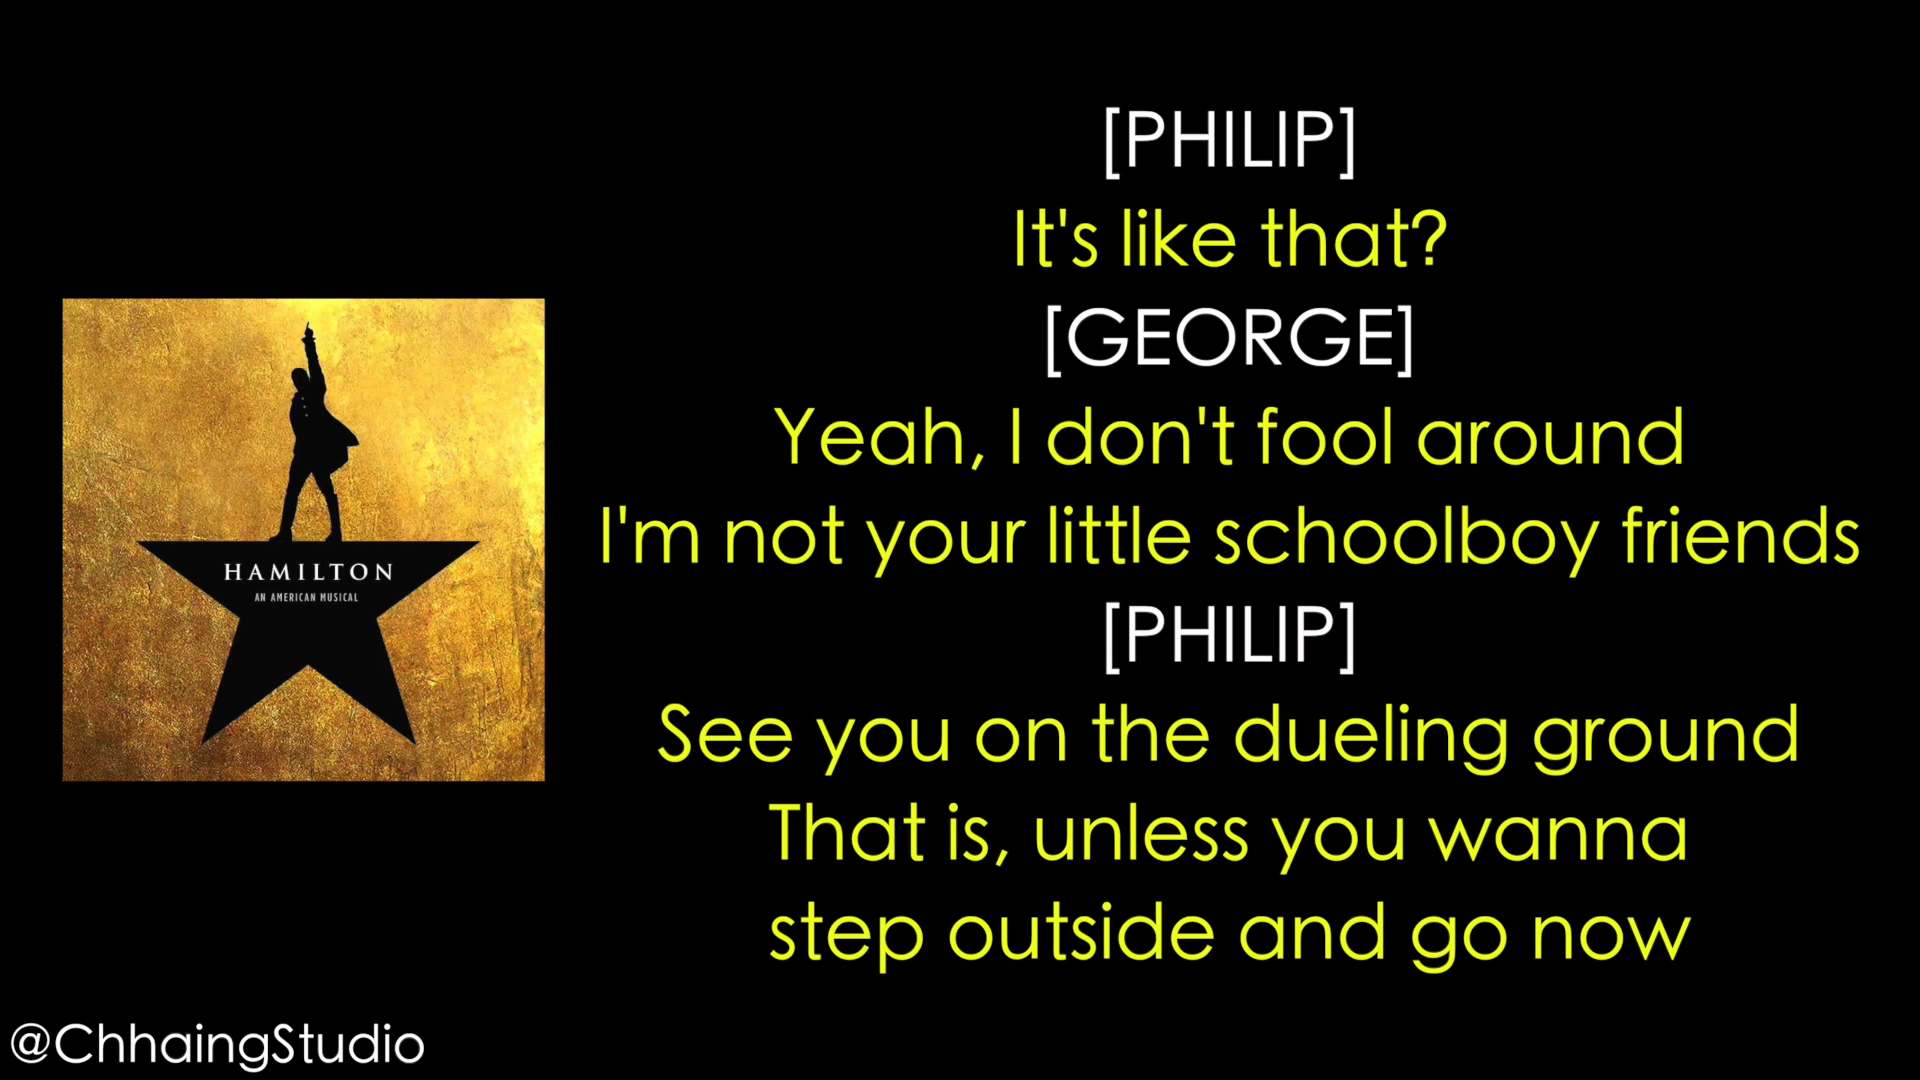 [PHILIP]
It's like that?
[GEORGE]
Yeah, I don't fool around
I'm not your little schoolboy friends
[PHILIP]
See you on the dueling ground
That is, unless you wanna
step outside and go now
HAMILTON
AN AMERICAN MUSICAL
@ChhaingStudio